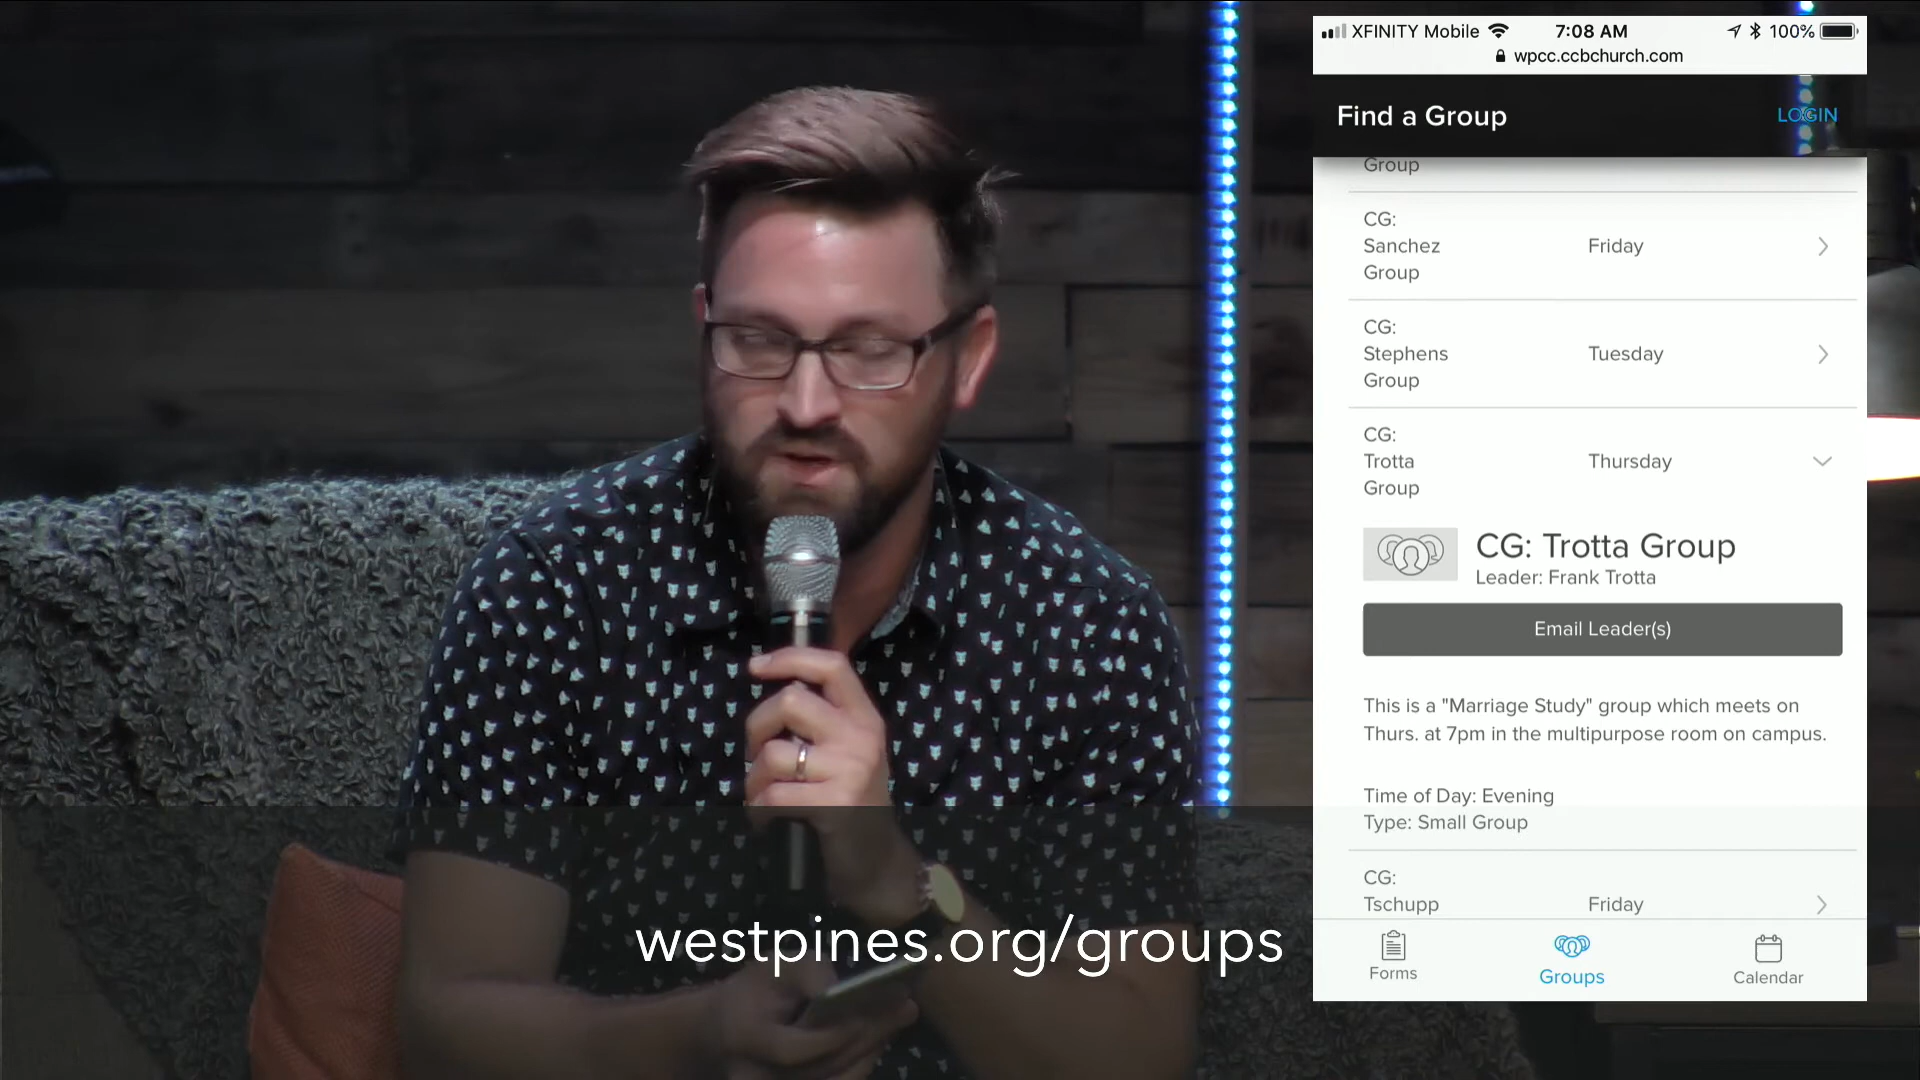 XFINITY Mobile 7:08 AM 100%
wpcc.ccbchurch.com
Find a Group LOGIN
Group
CG:
Sanchez Friday
Group
CG:
Stephens Tuesday
Group
CG:
Trotta Thursday
Group
CG: Trotta Group
Leader: Frank Trotta
Email Leader(s)
This is a "Marriage Study" group which meets on
Thurs. at 7pm in the multipurpose room on campus.
Time of Day: Evening
Type: Small Group
CG:
Tschupp Friday
Forms Groups Calendar
westpines.org/groups